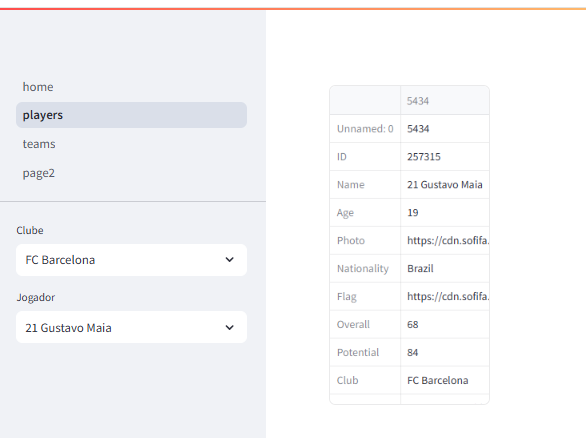 home
players
teams
page2
Clube
FC Barcelona
Jogador
21 Gustavo Maia
5434
Unnamed: 0 5434
ID 257315
Name 21 Gustavo Maia
Age 19
Photo https://cdn.sofifa.
Nationality Brazil
Flag https://cdn.sofifa.
Overall 68
Potential 84
Club FC Barcelona